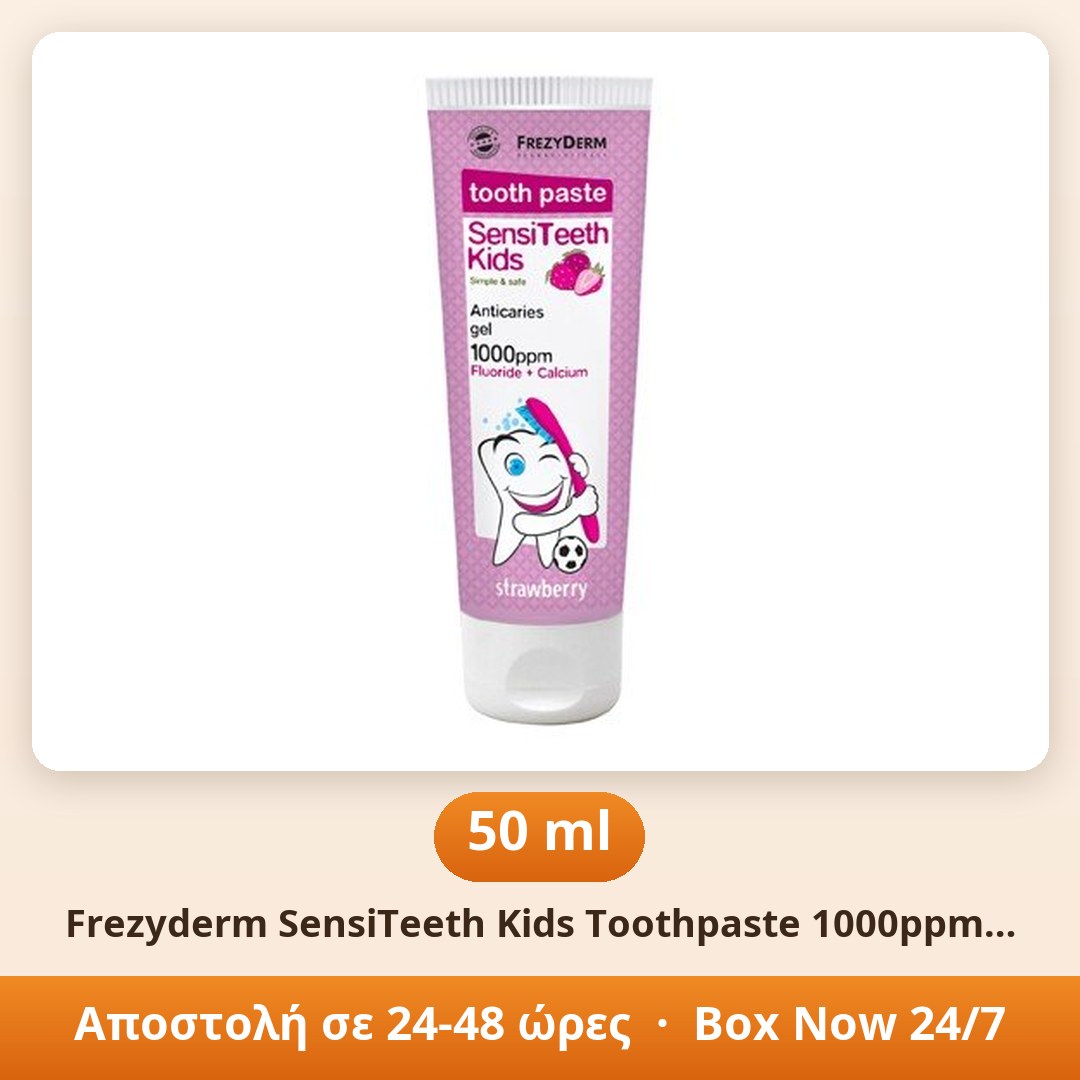 FREZYDERM
tooth paste
SensiTeeth
Kids
Simple & safe
Anticaries
gel
1000ppm
Fluoride + Calcium
strawberry
50 ml
Frezyderm SensiTeeth Kids Toothpaste 1000ppm...
Αποστολή σε 24-48 ώρες · Box Now 24/7